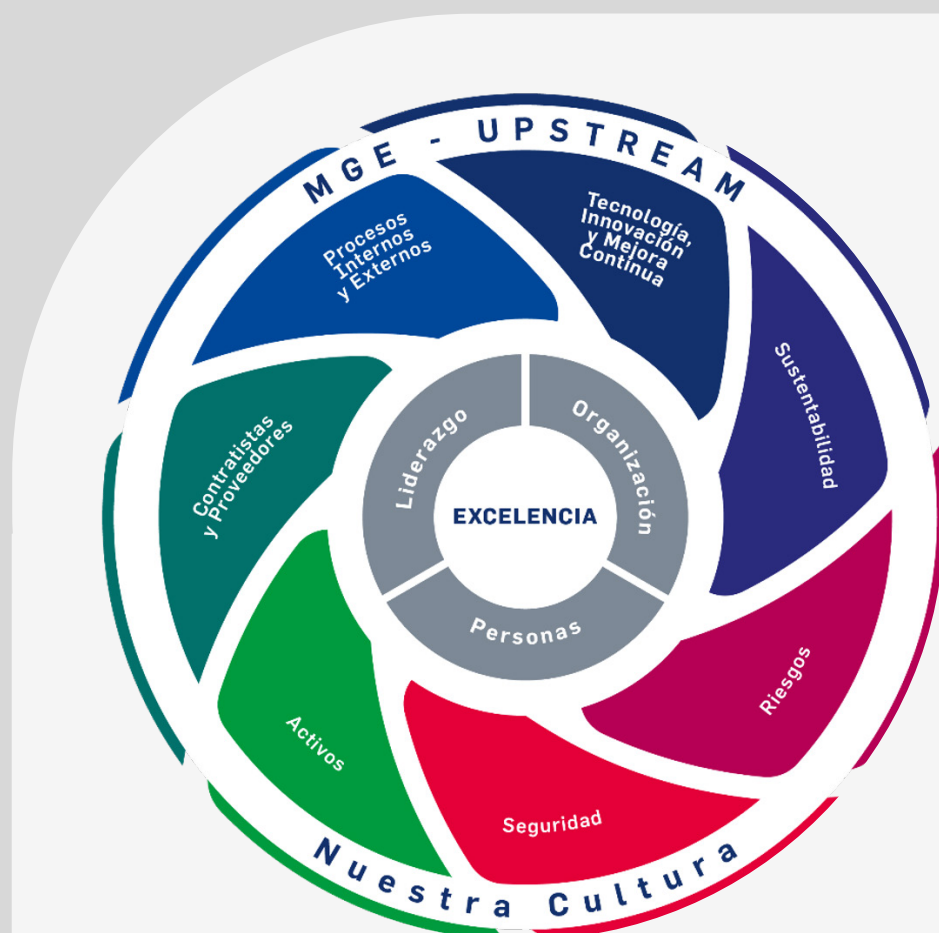 MGE - UPSTREAM
Tecnología,
Innovación
y Mejora
Continua
Procesos
Internos
y Externos
Sustentabilidad
Contratistas
y Proveedores
Liderazgo
Organización
EXCELENCIA
Personas
Riesgos
Activos
Seguridad
Nuestra Cultura